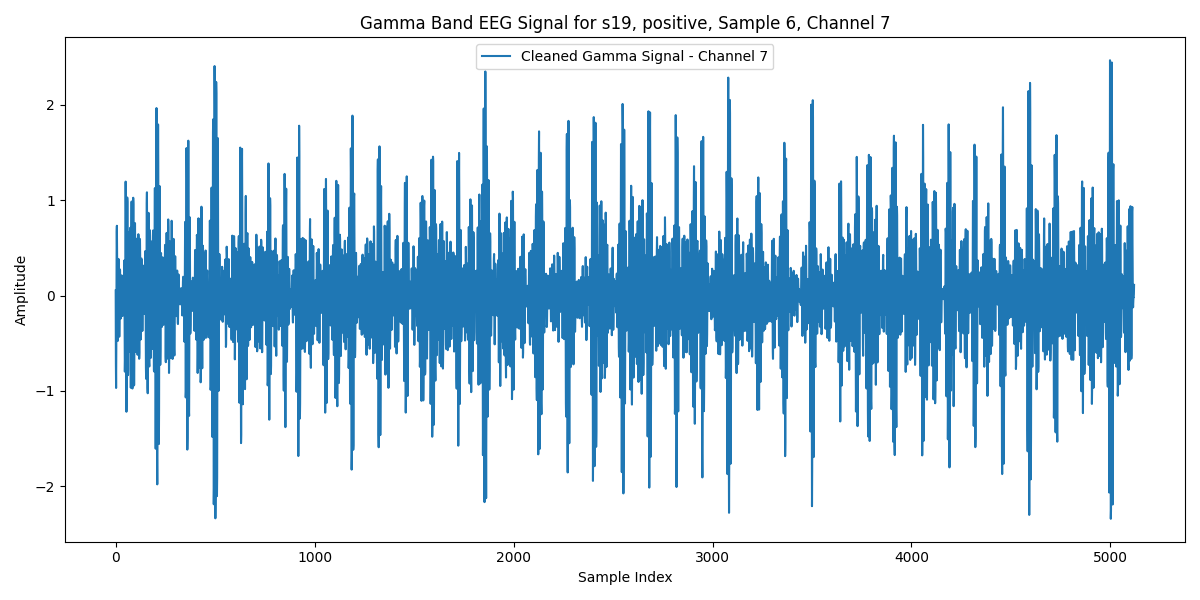 Gamma Band EEG Signal for s19, positive, Sample 6, Channel 7
Cleaned Gamma Signal - Channel 7
Amplitude
2
1
0
−1
−2
0 1000 2000 3000 4000 5000
Sample Index